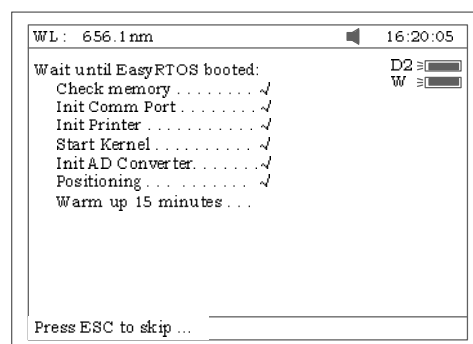 WL: 656.1nm 16:20:05
Wait until EasyRTOS booted: D2
Check memory . . . . . . . . √ W
Init Comm Port . . . . . . . √
Init Printer . . . . . . . . . . √
Start Kernel . . . . . . . . . √
Init AD Converter. . . . . . √
Positioning . . . . . . . . . . √
Warm up 15 minutes . . .
Press ESC to skip ...